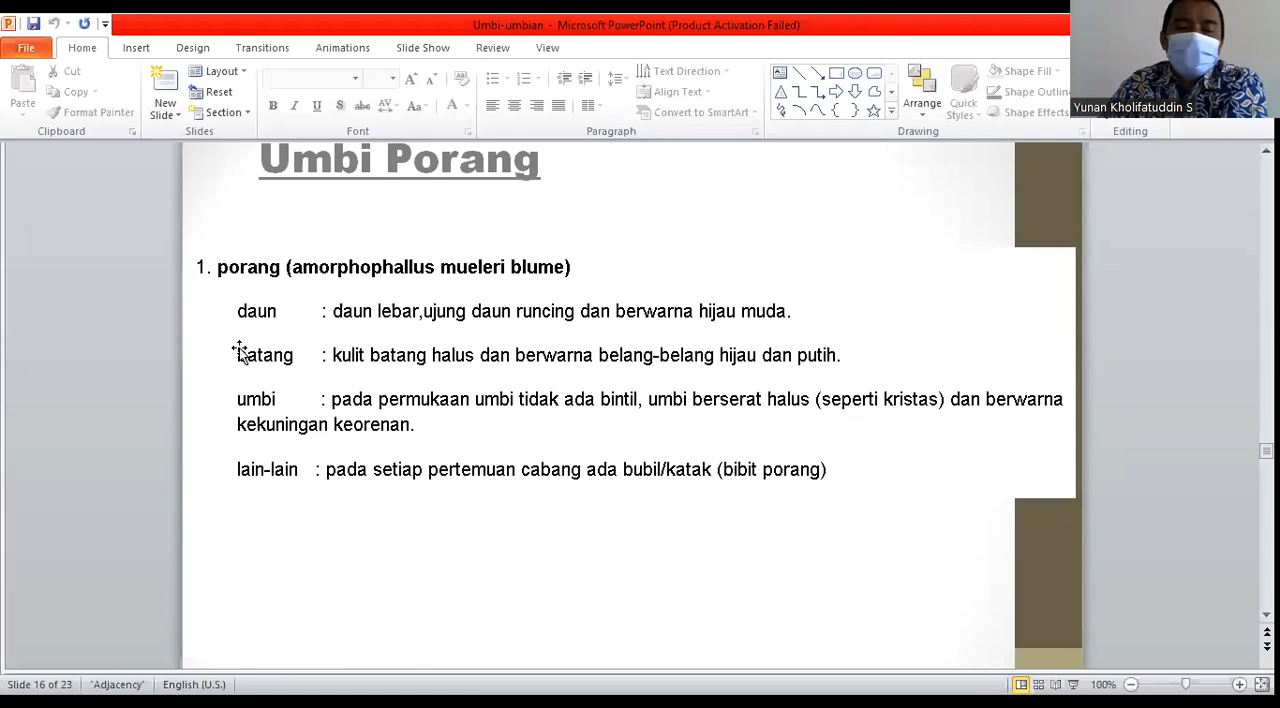 Umbi-umbian - Microsoft PowerPoint (Product Activation Failed)
File Home Insert Design Transitions Animations Slide Show Review View
Paste
Cut
Copy
Format Painter
Clipboard
New Slide
Layout
Reset
Section
Slides
B I U S abc AV Aa A
Font
Paragraph
Text Direction
Align Text
Convert to SmartArt
Arrange
Quick Styles
Shape Fill
Shape Outlin
Shape Effects
Drawing
Editing
Yunan Kholifatuddin S
Umbi Porang
1. porang (amorphophallus mueleri blume)
daun : daun lebar,ujung daun runcing dan berwarna hijau muda.
batang : kulit batang halus dan berwarna belang-belang hijau dan putih.
umbi : pada permukaan umbi tidak ada bintil, umbi berserat halus (seperti kristas) dan berwarna
kekuningan keorenan.
lain-lain : pada setiap pertemuan cabang ada bubil/katak (bibit porang)
Slide 16 of 23 "Adjacency" English (U.S.) 100%